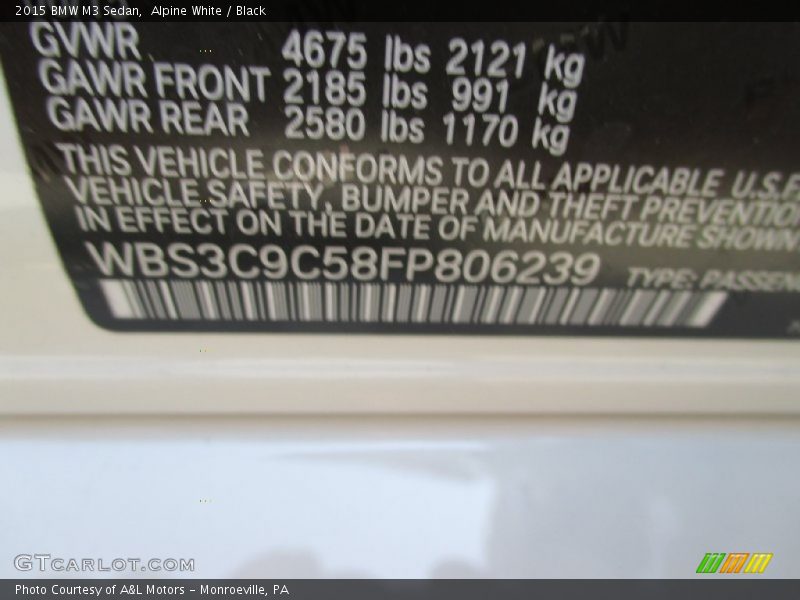 2015 BMW M3 Sedan, Alpine White / Black
GVWR 4675 lbs 2121 kg
GAWR FRONT 2185 lbs 991 kg
GAWR REAR 2580 lbs 1170 kg
THIS VEHICLE CONFORMS TO ALL APPLICABLE U.S.F
VEHICLE SAFETY, BUMPER AND THEFT PREVENTION
IN EFFECT ON THE DATE OF MANUFACTURE SHOWN
WBS3C9C58FP806239 TYPE: PASSEN
GTCARLOT.COM
Photo Courtesy of A&L Motors - Monroeville, PA